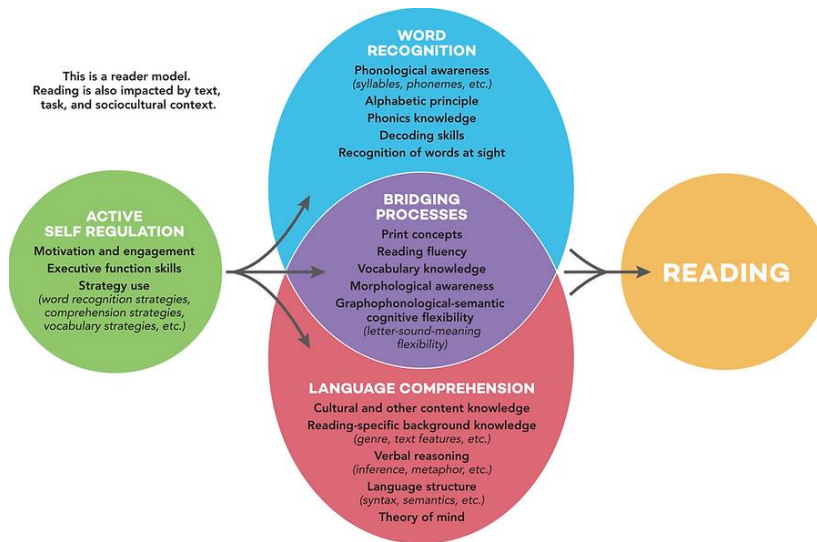 This is a reader model.
Reading is also impacted by text,
task, and sociocultural context.
ACTIVE
SELF REGULATION
Motivation and engagement
Executive function skills
Strategy use
(word recognition strategies,
comprehension strategies,
vocabulary strategies, etc.)
WORD
RECOGNITION
Phonological awareness
(syllables, phonemes, etc.)
Alphabetic principle
Phonics knowledge
Decoding skills
Recognition of words at sight
BRIDGING
PROCESSES
Print concepts
Reading fluency
Vocabulary knowledge
Morphological awareness
Graphophonological-semantic
cognitive flexibility
(letter-sound-meaning
flexibility)
LANGUAGE COMPREHENSION
Cultural and other content knowledge
Reading-specific background knowledge
(genre, text features, etc.)
Verbal reasoning
(inference, metaphor, etc.)
Language structure
(syntax, semantics, etc.)
Theory of mind
READING